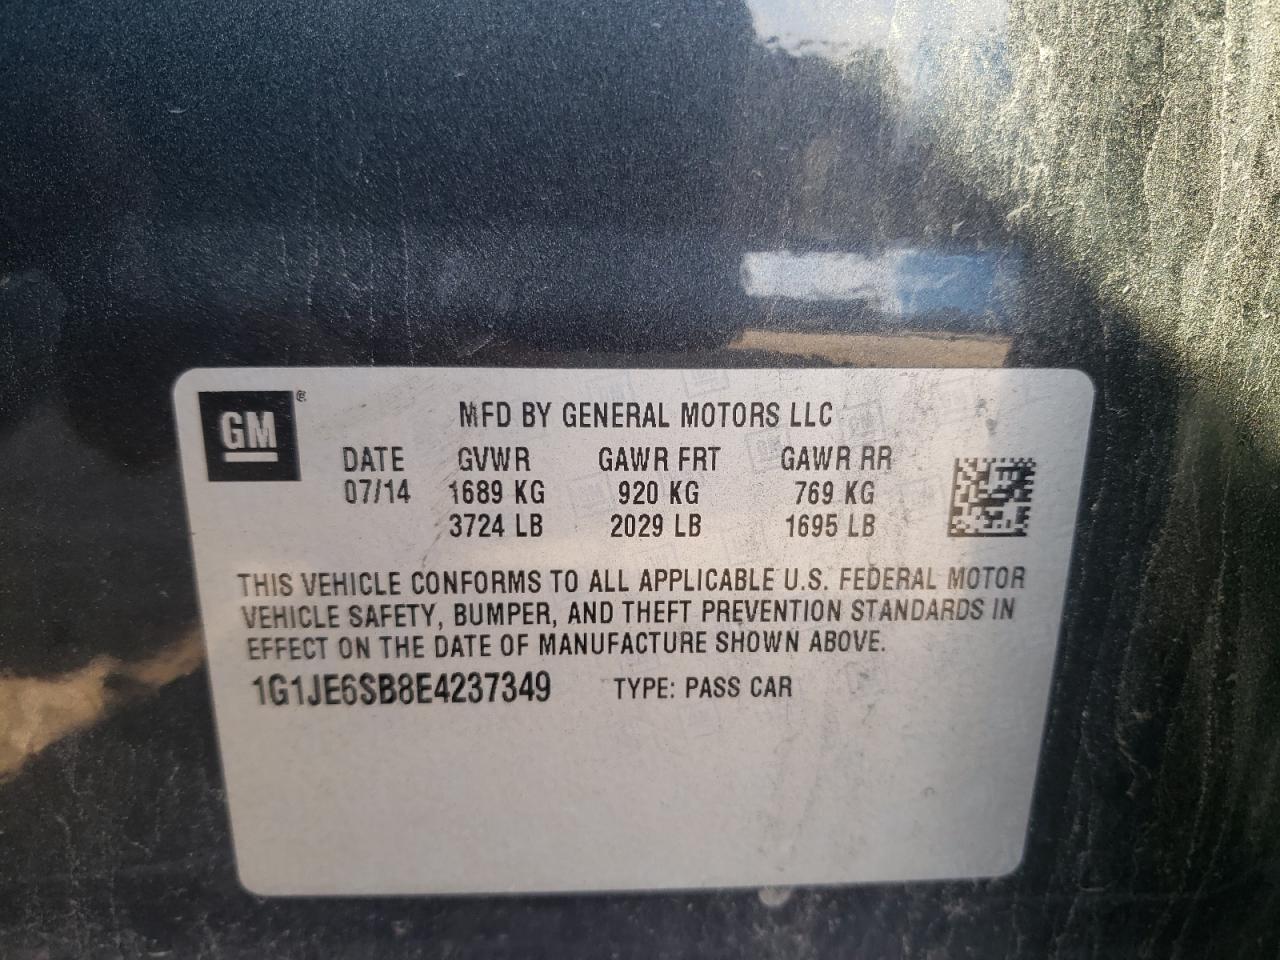 GM ®
MFD BY GENERAL MOTORS LLC
DATE GVWR GAWR FRT GAWR RR
07/14 1689 KG 920 KG 769 KG
3724 LB 2029 LB 1695 LB
THIS VEHICLE CONFORMS TO ALL APPLICABLE U.S. FEDERAL MOTOR
VEHICLE SAFETY, BUMPER, AND THEFT PREVENTION STANDARDS IN
EFFECT ON THE DATE OF MANUFACTURE SHOWN ABOVE.
1G1JE6SB8E4237349 TYPE: PASS CAR